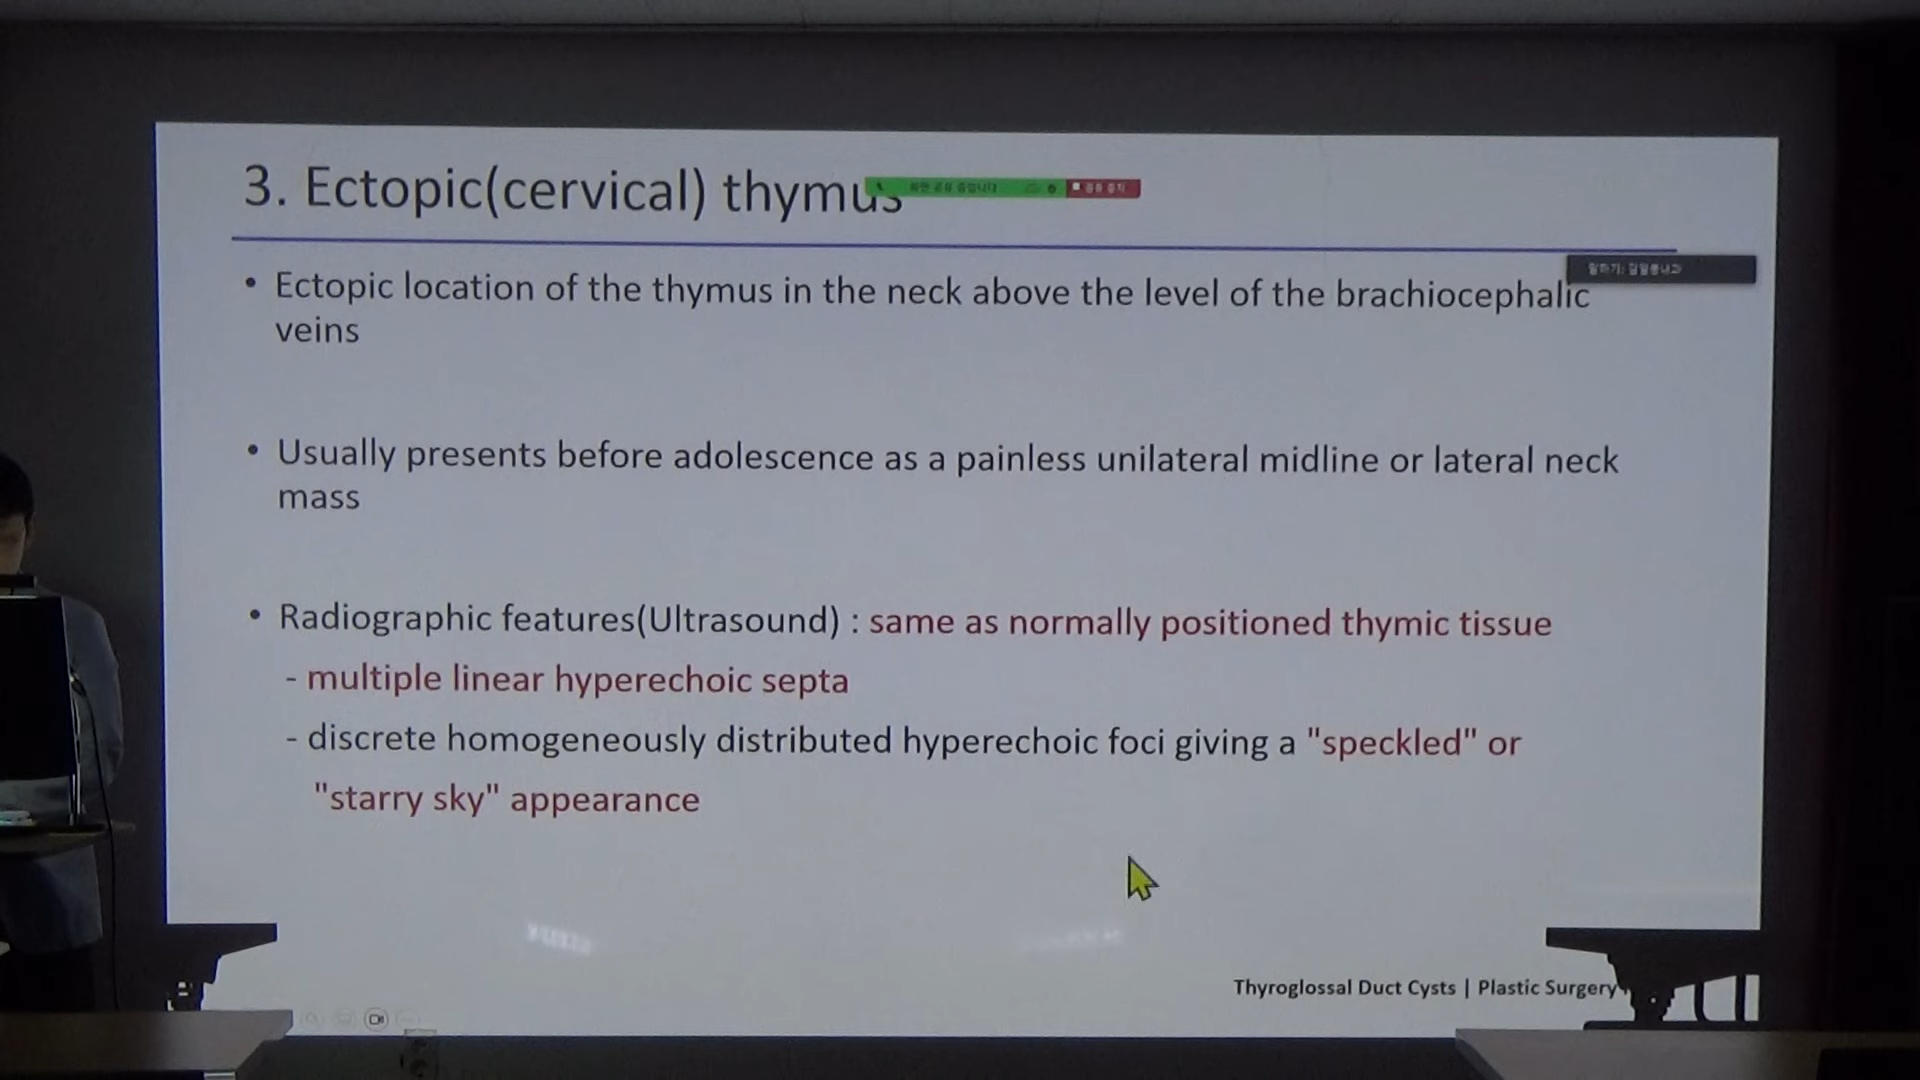 3. Ectopic(cervical) thymus
• Ectopic location of the thymus in the neck above the level of the brachiocephalic
veins
• Usually presents before adolescence as a painless unilateral midline or lateral neck
mass
• Radiographic features(Ultrasound) : same as normally positioned thymic tissue
- multiple linear hyperechoic septa
- discrete homogeneously distributed hyperechoic foci giving a "speckled" or
"starry sky" appearance
Thyroglossal Duct Cysts | Plastic Surgery